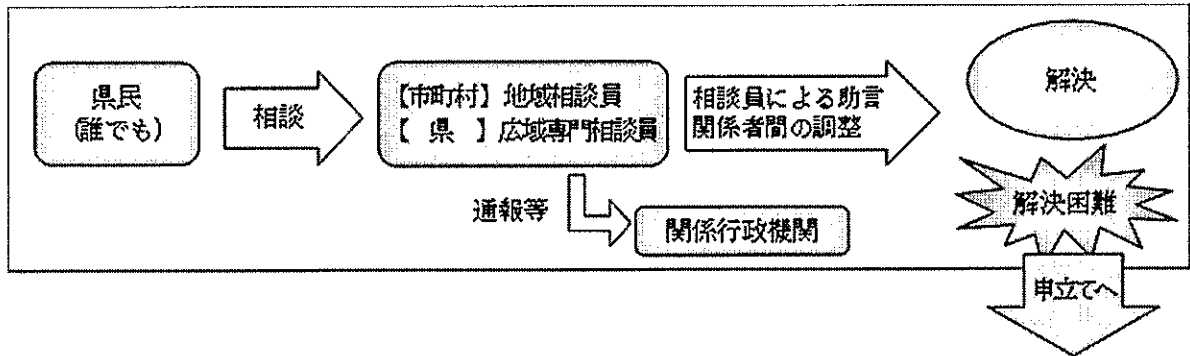 県民
(誰でも)
相談
【市町村】地域相談員
【　県　】広域専門相談員
相談員による助言
関係者間の調整
解決
解決困難
通報等
関係行政機関
申立てへ